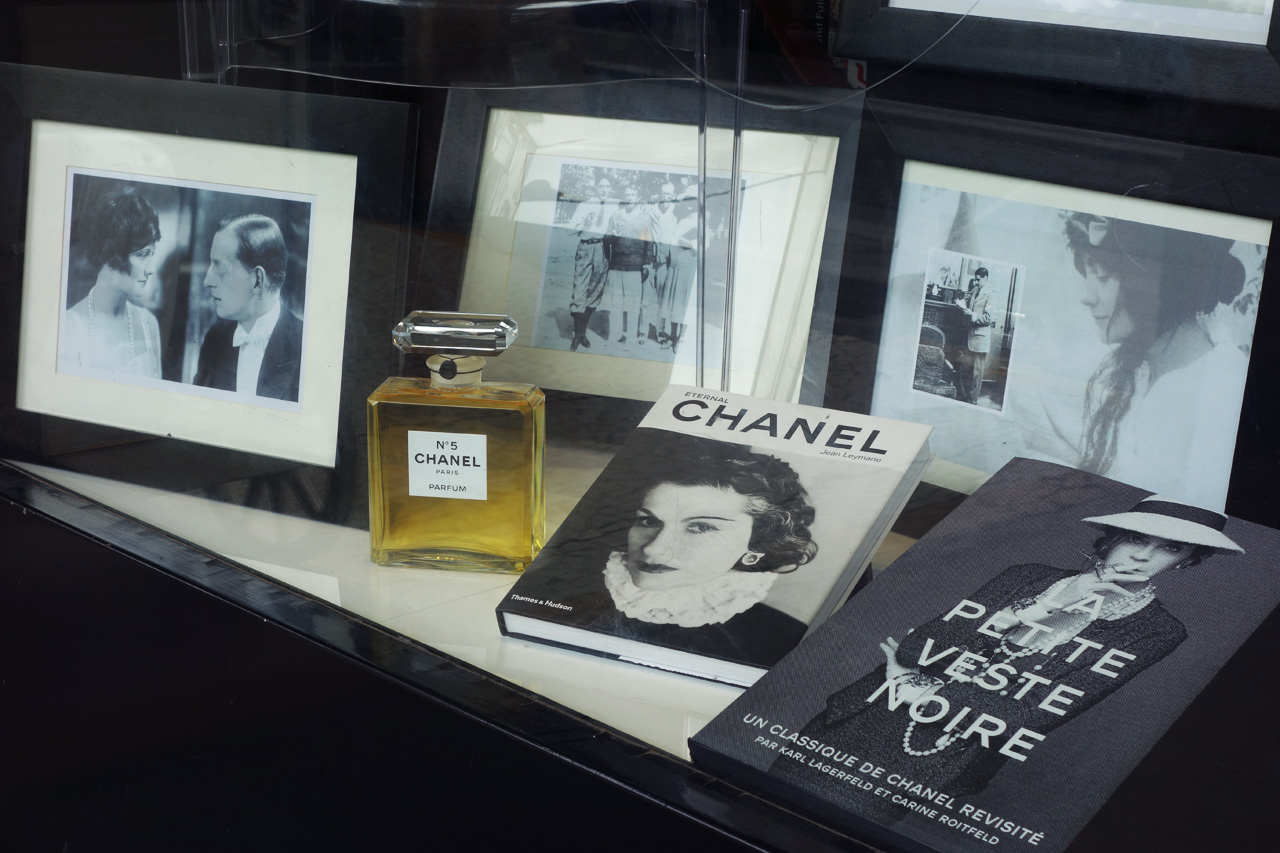 N°5
CHANEL
PARIS
PARFUM
ETERNAL
CHANEL
Jean Leymarie
Thames & Hudson
LA
PETITE
VESTE
NOIRE
UN CLASSIQUE DE CHANEL REVISITÉ
PAR KARL LAGERFELD ET CARINE ROITFELD